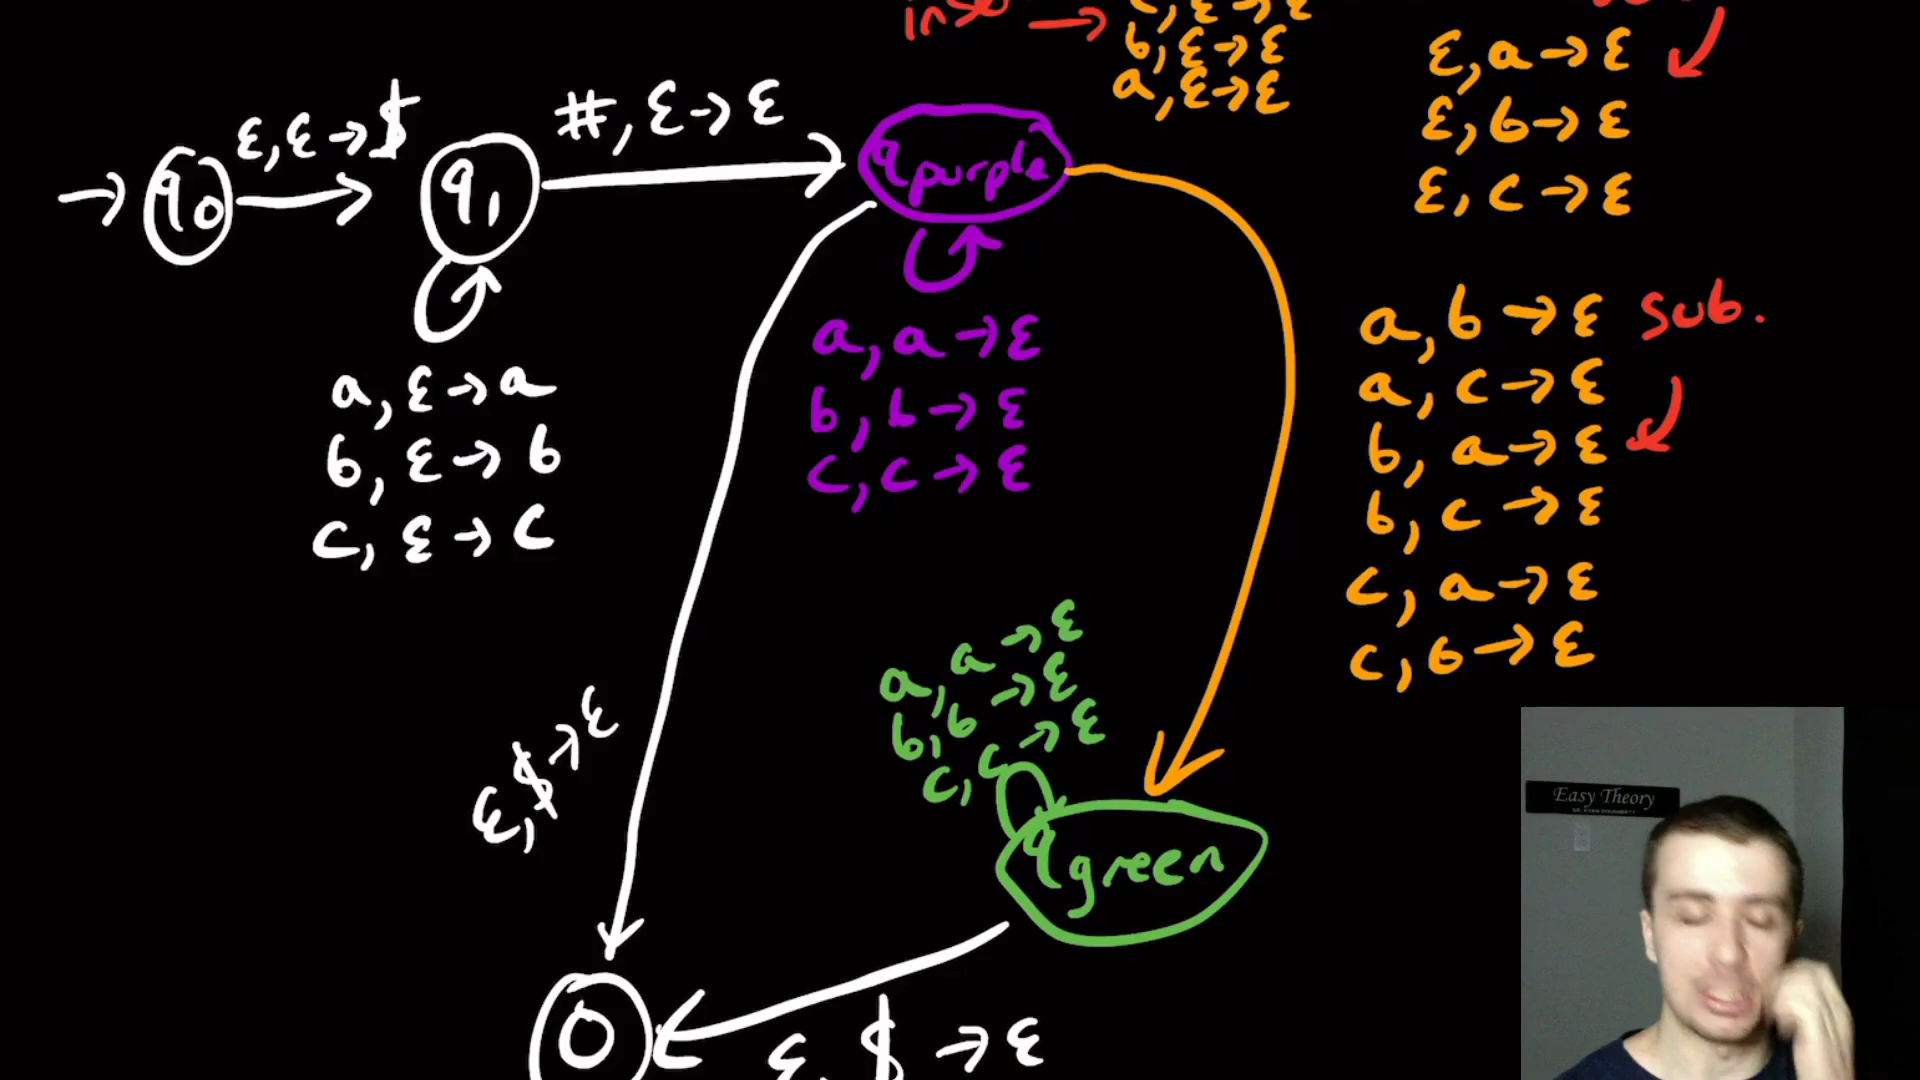 c, ε → ε
b, ε → ε
a, ε → ε
ε, a → ε
ε, b → ε
ε, c → ε
ε, ε → $
#, ε → ε
q0
q1
qpurple
a, ε → a
b, ε → b
c, ε → c
a, a → ε
b, b → ε
c, c → ε
a, b → ε sub.
a, c → ε
b, a → ε
b, c → ε
c, a → ε
c, b → ε
a, a → ε
b, b → ε
c, c → ε
ε, $ → ε
qgreen
ε, $ → ε
Easy Theory